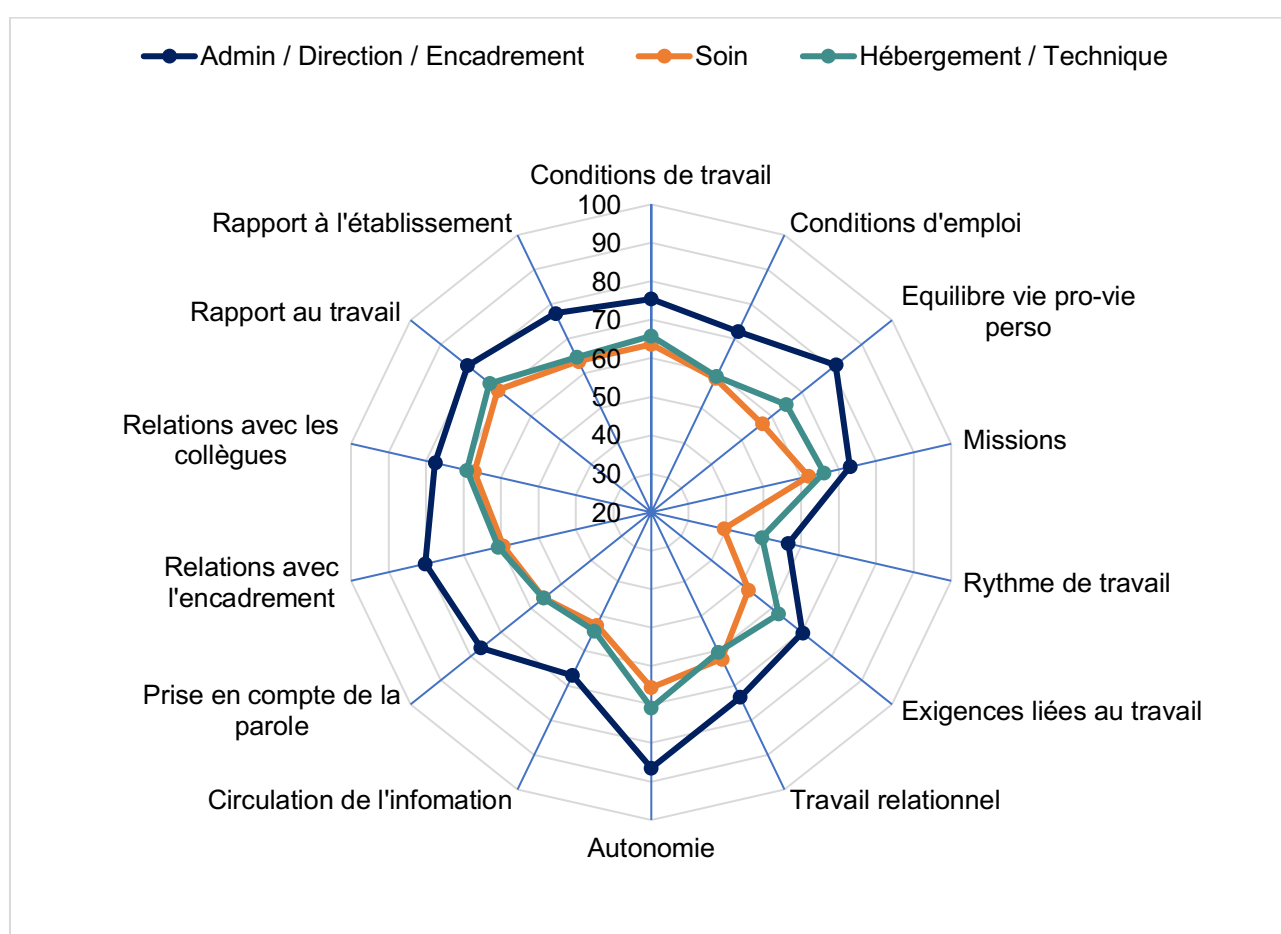 Admin / Direction / Encadrement
Soin
Hébergement / Technique
Conditions de travail
Conditions d'emploi
Equilibre vie pro-vie
perso
Missions
Rythme de travail
Exigences liées au travail
Travail relationnel
Autonomie
Circulation de l'infomation
Prise en compte de la
parole
Relations avec
l'encadrement
Relations avec les
collègues
Rapport au travail
Rapport à l'établissement
100
90
80
70
60
50
40
30
20